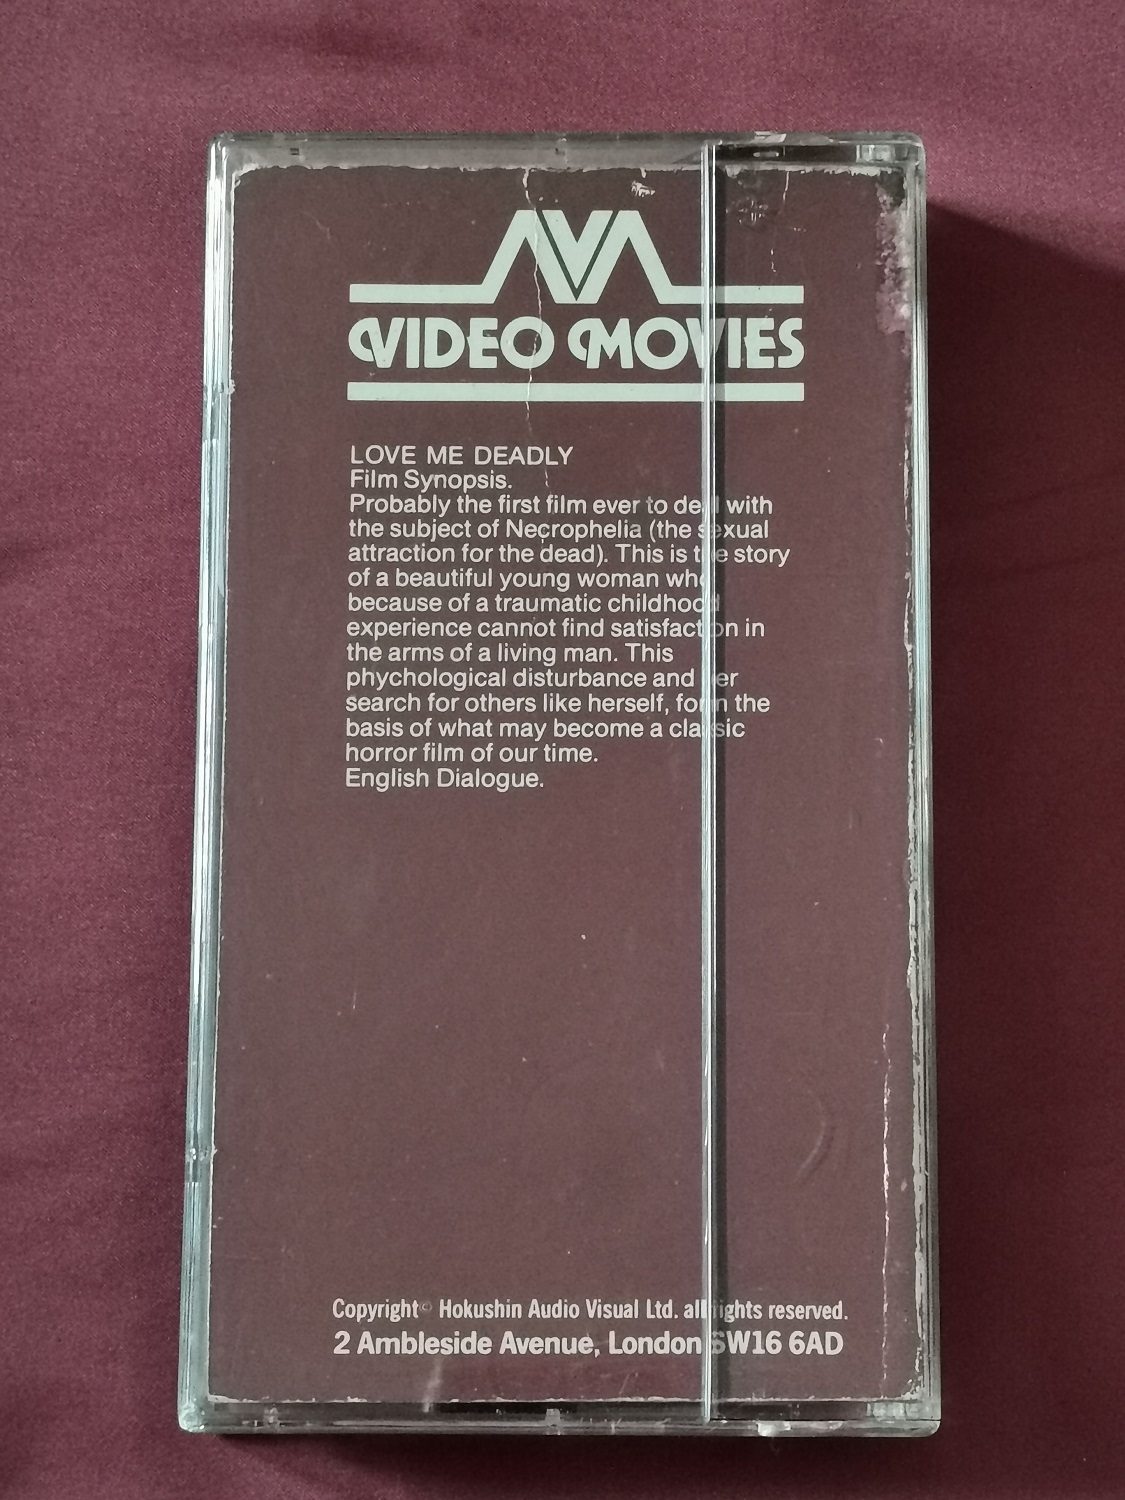 AVA
VIDEO MOVIES
LOVE ME DEADLY
Film Synopsis.
Probably the first film ever to deal with
the subject of Necrophelia (the sexual
attraction for the dead). This is the story
of a beautiful young woman who
because of a traumatic childhood
experience cannot find satisfaction in
the arms of a living man. This
phychological disturbance and her
search for others like herself, form the
basis of what may become a classic
horror film of our time.
English Dialogue.
Copyright © Hokushin Audio Visual Ltd. all rights reserved.
2 Ambleside Avenue, London SW16 6AD